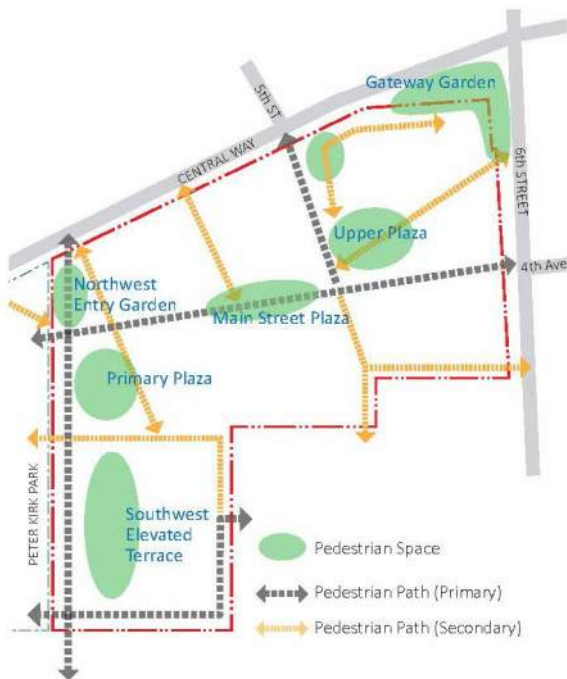 Gateway Garden
5th ST
CENTRAL WAY
6th STREET
Upper Plaza
4th Ave
Northwest
Entry Garden
Main Street Plaza
Primary Plaza
PETER KIRK PARK
Southwest
Elevated
Terrace
Pedestrian Space
Pedestrian Path (Primary)
Pedestrian Path (Secondary)